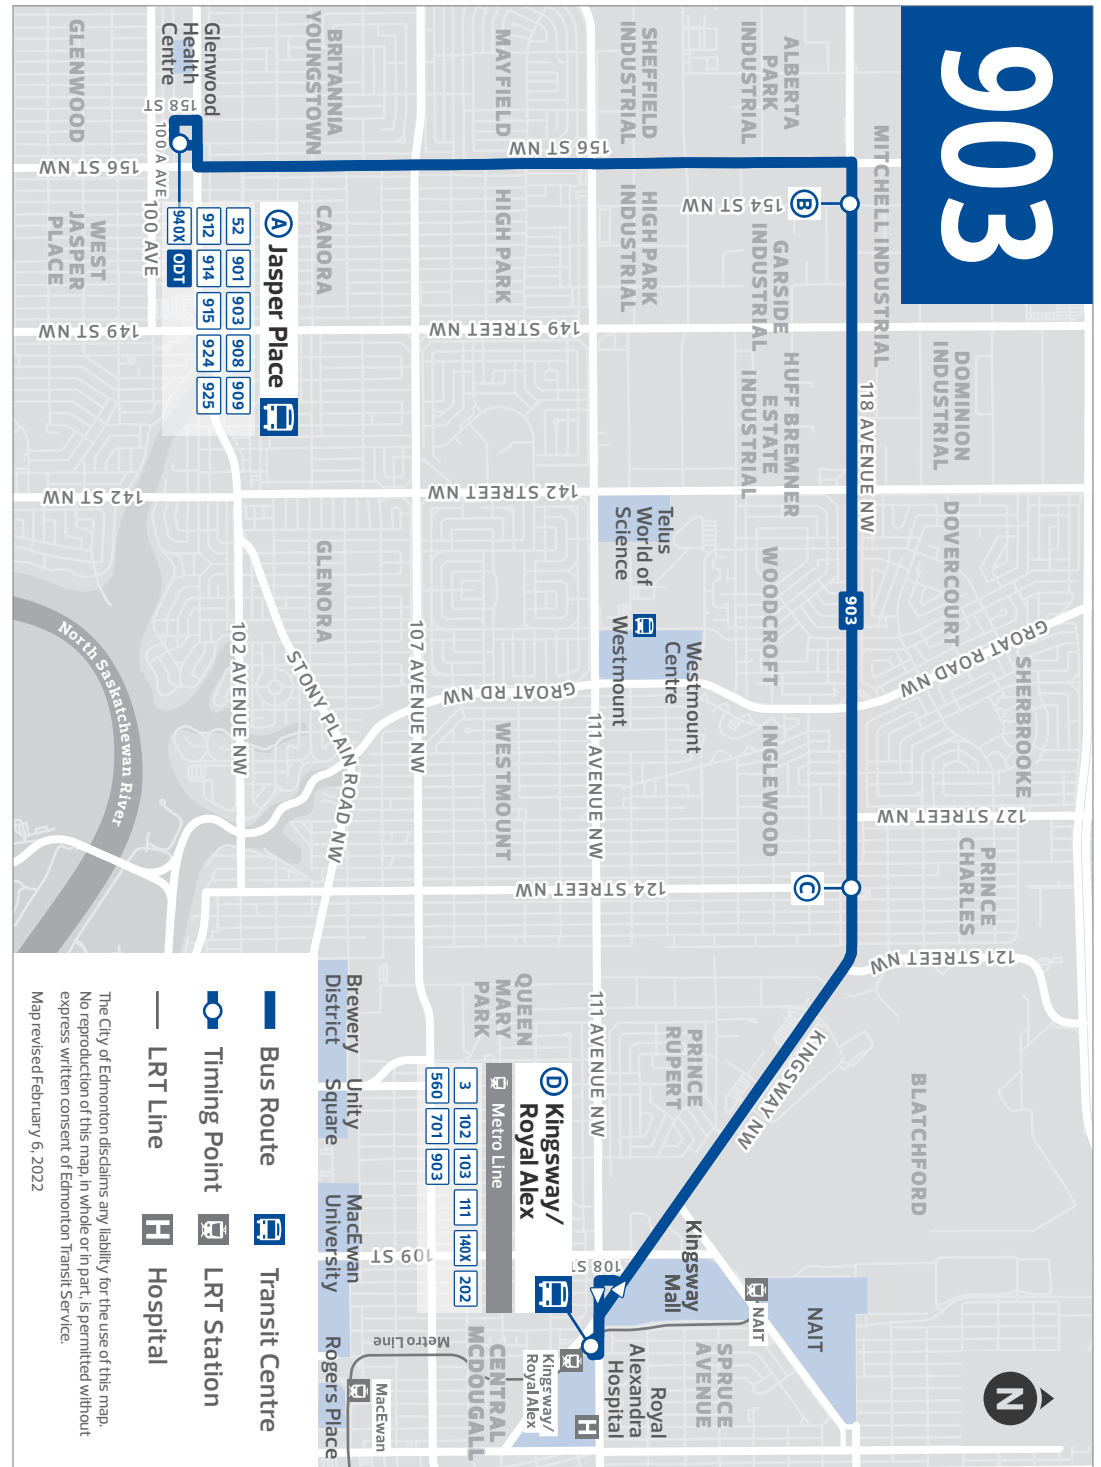 903
GLENWOOD
Glenwood
Health
Centre
158 ST
100 A AVE
100 AVE
BRITANNIA
YOUNGSTOWN
MAYFIELD
SHEFFIELD
INDUSTRIAL
ALBERTA
PARK
INDUSTRIAL
MITCHELL INDUSTRIAL
156 ST NW
156 ST NW
154 ST NW
B
WEST
JASPER
PLACE
CANORA
HIGH PARK
HIGH PARK
INDUSTRIAL
GARSIDE
INDUSTRIAL
A Jasper Place
52 901 903 908 909
912 914 915 924 925
940X ODT
149 ST NW
149 STREET NW
HUFF BREMNER
ESTATE
INDUSTRIAL
DOMINION
INDUSTRIAL
118 AVENUE NW
142 ST NW
142 STREET NW
Telus
World of
Science
DOVERCOURT
WOODCROFT
GLENORA
903
Westmount
Westmount
Centre
GROAT ROAD NW
GROAT RD NW
SHERBROOKE
North Saskatchewan River
102 AVENUE NW
STONY PLAIN ROAD NW
107 AVENUE NW
111 AVENUE NW
WESTMOUNT
INGLEWOOD
127 STREET NW
PRINCE
CHARLES
124 STREET NW
C
121 STREET NW
KINGSWAY NW
BLATCHFORD
PRINCE
RUPERT
QUEEN
MARY
PARK
111 AVENUE NW
Brewery
District
Unity
Square
MacEwan
University
Rogers Place
D Kingsway/
Royal Alex
Metro Line
3 102 103 111 140X 202
560 701 903
109 ST
108 ST
Kingsway
Mall
NAIT
NAIT
SPRUCE
AVENUE
Royal
Alexandra
Hospital
H
Kingsway/
Royal Alex
CENTRAL
MCDOUGALL
Metro Line
MacEwan
N
Bus Route
Transit Centre
Timing Point
LRT Station
LRT Line
H Hospital
The City of Edmonton disclaims any liability for the use of this map.
No reproduction of this map, in whole or in part, is permitted without
express written consent of Edmonton Transit Service.
Map revised February 6, 2022